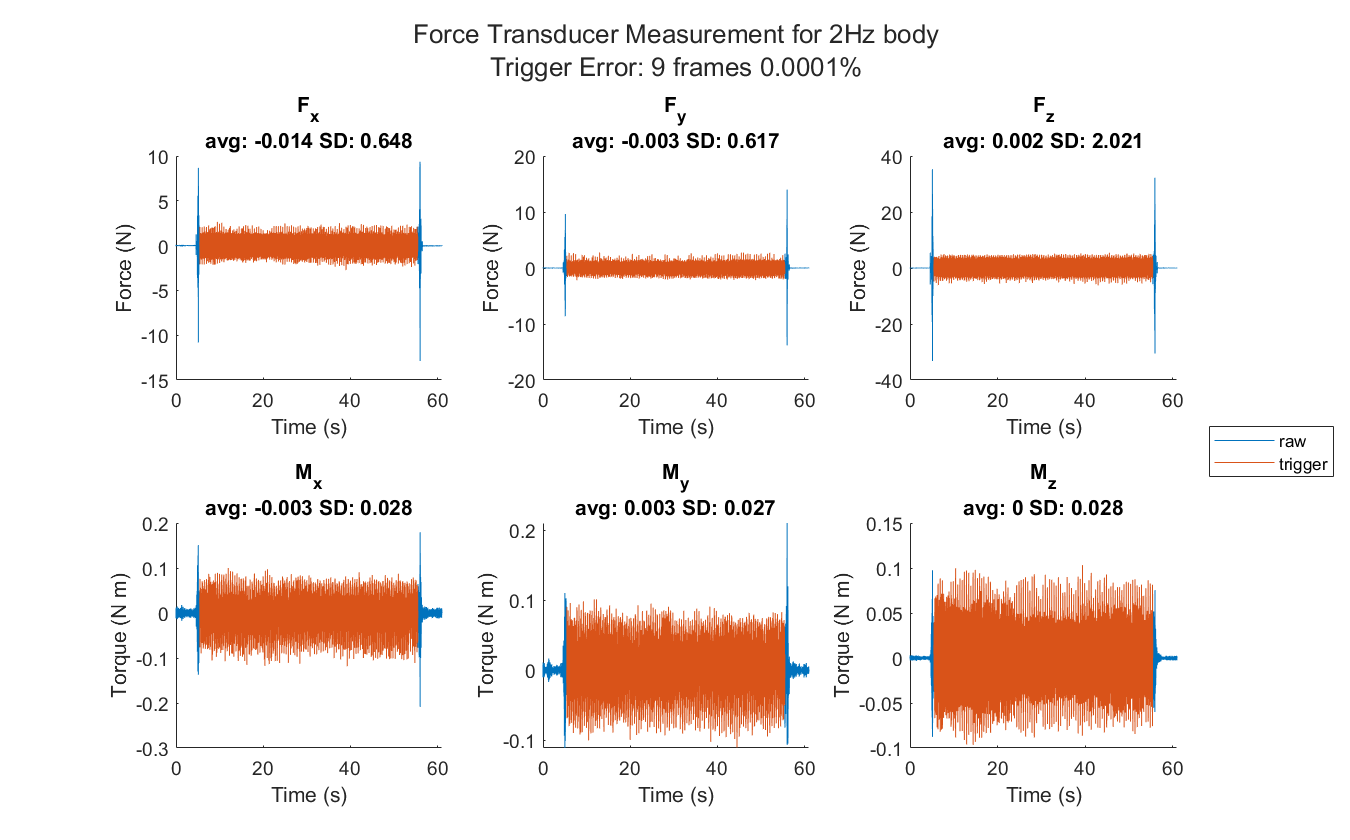 Force Transducer Measurement for 2Hz body
Trigger Error: 9 frames 0.0001%
Fx
avg: -0.014 SD: 0.648
10
5
0
-5
-10
-15
Force (N)
0 20 40 60
Time (s)
Fy
avg: -0.003 SD: 0.617
20
10
0
-10
-20
Force (N)
0 20 40 60
Time (s)
Fz
avg: 0.002 SD: 2.021
40
20
0
-20
-40
Force (N)
0 20 40 60
Time (s)
raw
trigger
Mx
avg: -0.003 SD: 0.028
0.2
0.1
0
-0.1
-0.2
-0.3
Torque (N m)
0 20 40 60
Time (s)
My
avg: 0.003 SD: 0.027
0.2
0.1
0
-0.1
Torque (N m)
0 20 40 60
Time (s)
Mz
avg: 0 SD: 0.028
0.15
0.1
0.05
0
-0.05
-0.1
Torque (N m)
0 20 40 60
Time (s)